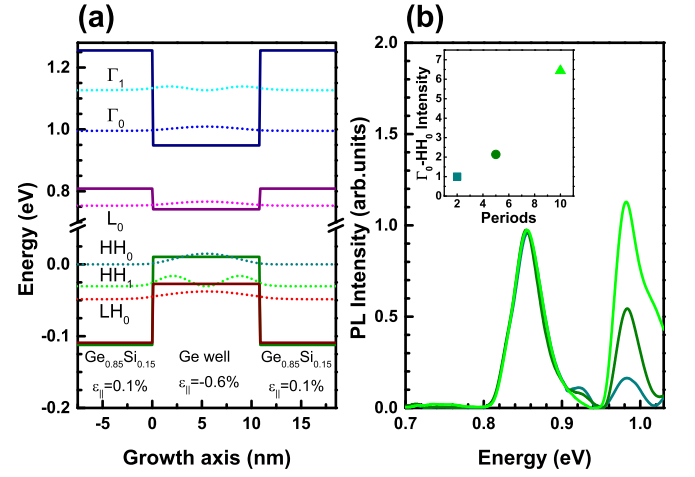 (a)
(b)
1.2
1.0
0.8
0.0
-0.1
-0.2
Energy (eV)
Γ1
Γ0
L0
HH0
HH1
LH0
Ge0.85Si0.15 Ge well Ge0.85Si0.15
ε||=0.1% ε||=-0.6% ε||=0.1%
-5 0 5 10 15
Growth axis (nm)
2.0
1.5
1.0
0.5
0.0
PL Intensity (arb.units)
7
6
5
4
3
2
1
0
Γ0-HH0 Intensity
2 4 6 8 10
Periods
0.7 0.8 0.9 1.0
Energy (eV)